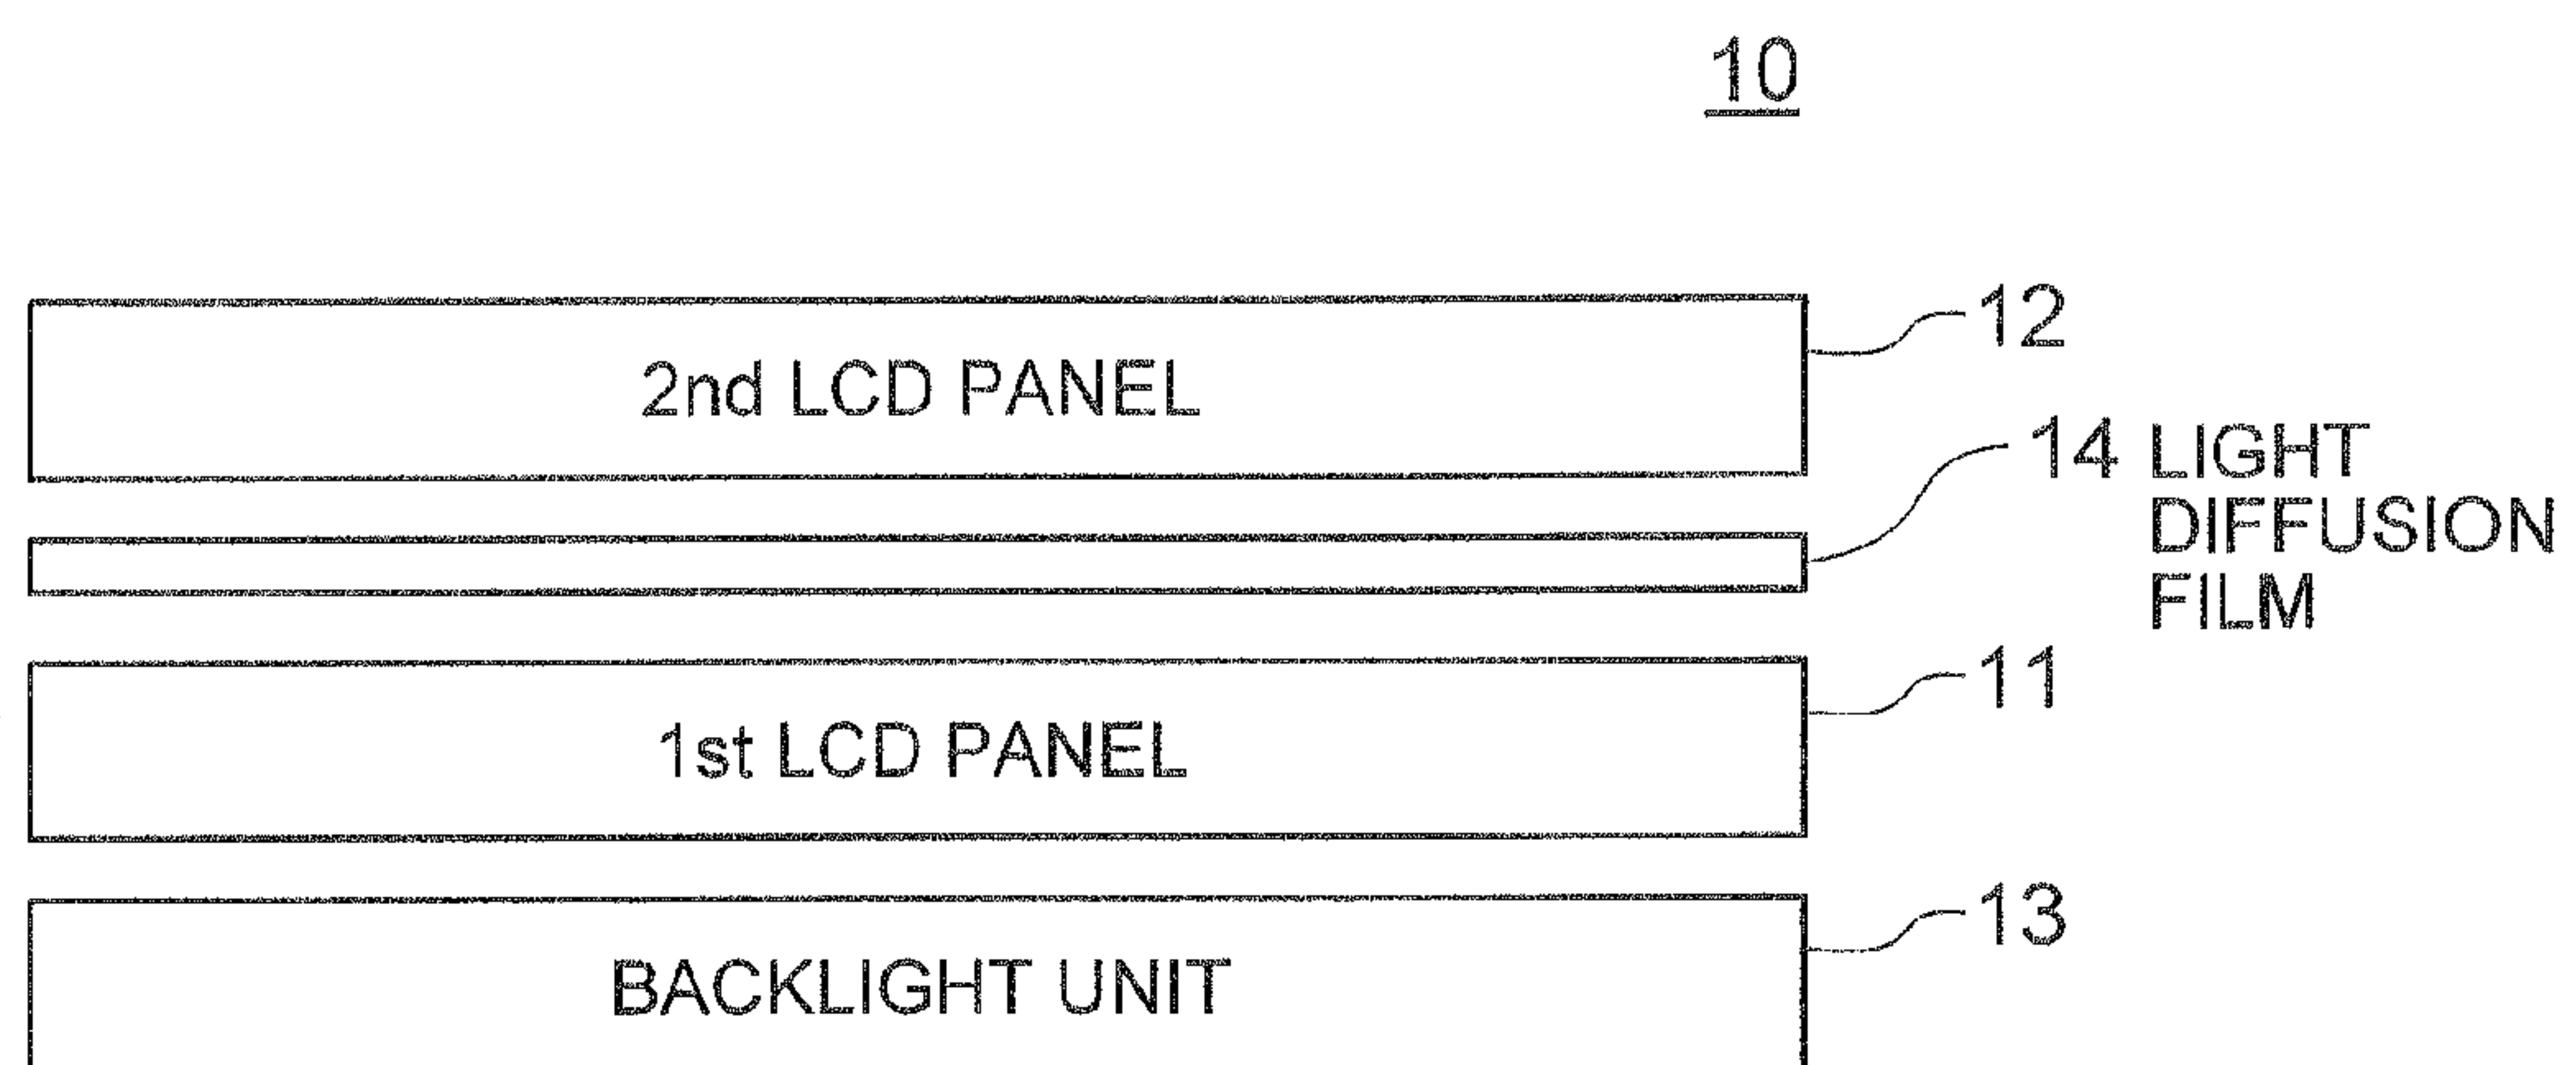 10
2nd LCD PANEL
12
14 LIGHT
DIFFUSION
FILM
1st LCD PANEL
11
BACKLIGHT UNIT
13